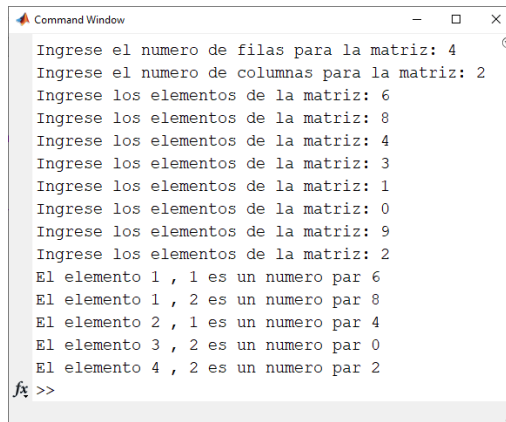 Command Window
Ingrese el numero de filas para la matriz: 4
Ingrese el numero de columnas para la matriz: 2
Ingrese los elementos de la matriz: 6
Ingrese los elementos de la matriz: 8
Ingrese los elementos de la matriz: 4
Ingrese los elementos de la matriz: 3
Ingrese los elementos de la matriz: 1
Ingrese los elementos de la matriz: 0
Ingrese los elementos de la matriz: 9
Ingrese los elementos de la matriz: 2
El elemento 1 , 1 es un numero par 6
El elemento 1 , 2 es un numero par 8
El elemento 2 , 1 es un numero par 4
El elemento 3 , 2 es un numero par 0
El elemento 4 , 2 es un numero par 2
fx >>